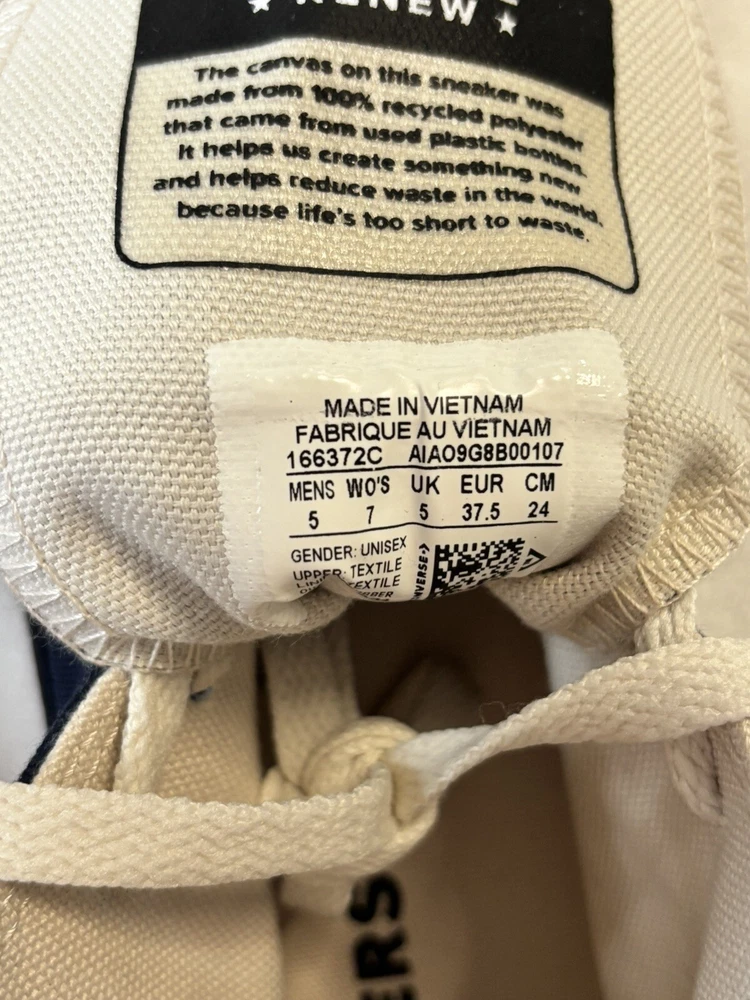 RENEW
The canvas on this sneaker was
made from 100% recycled polyester
that came from used plastic bottles.
It helps us create something new
and helps reduce waste in the world,
because life's too short to waste.
MADE IN VIETNAM
FABRIQUE AU VIETNAM
166372C AIAO9G8B00107
MENS WO'S UK EUR CM
5 7 5 37.5 24
GENDER: UNISEX
UPPER: TEXTILE
TEXTILE
CONVERSE
ERS